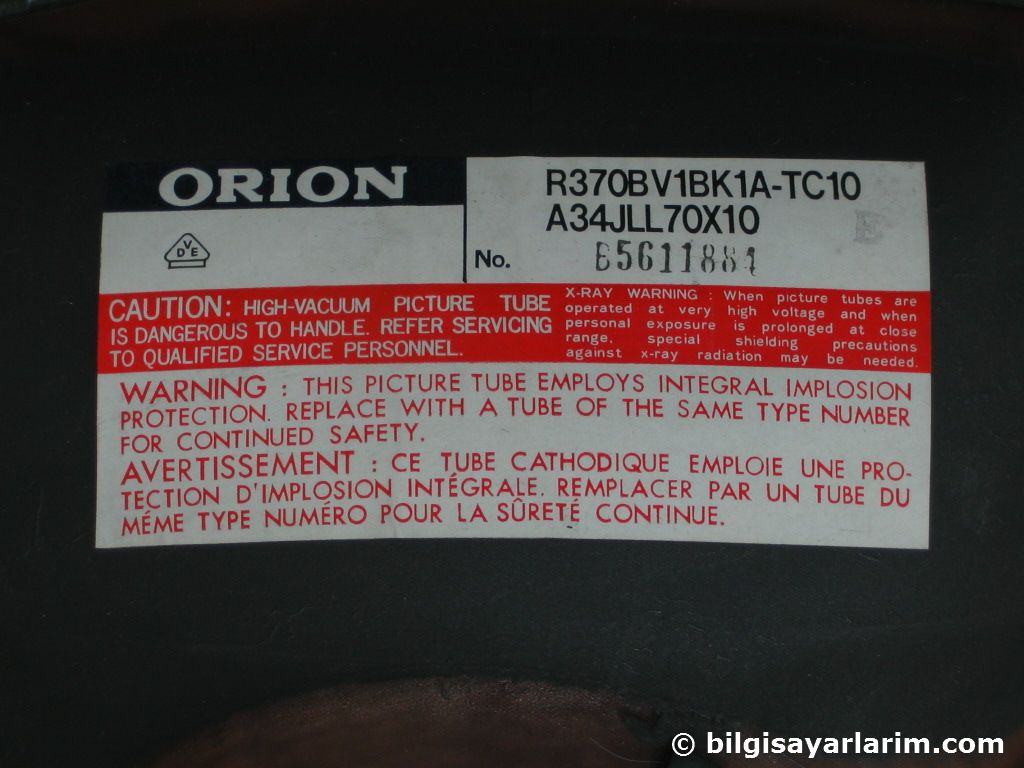 ORION
VDE
R370BV1BK1A-TC10
A34JLL70X10
E
No. B5611884
CAUTION: HIGH-VACUUM PICTURE TUBE
IS DANGEROUS TO HANDLE. REFER SERVICING
TO QUALIFIED SERVICE PERSONNEL.
X-RAY WARNING : When picture tubes are
operated at very high voltage and when
personal exposure is prolonged at close
range, special shielding precautions
against x-ray radiation may be needed.
WARNING : THIS PICTURE TUBE EMPLOYS INTEGRAL IMPLOSION
PROTECTION. REPLACE WITH A TUBE OF THE SAME TYPE NUMBER
FOR CONTINUED SAFETY.
AVERTISSEMENT : CE TUBE CATHODIQUE EMPLOIE UNE PRO-
TECTION D'IMPLOSION INTÉGRALE. REMPLACER PAR UN TUBE DU
MÉME TYPE NUMÉRO POUR LA SÛRETÉ CONTINUE.
© bilgisayarlarim.com